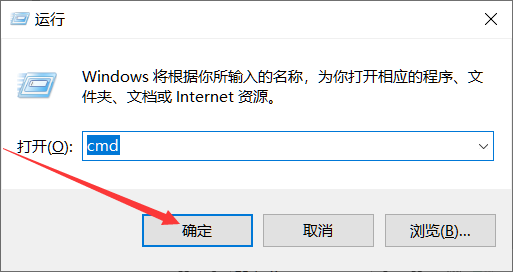 运行
Windows 将根据你所输入的名称，为你打开相应的程序、文
件夹、文档或 Internet 资源。
打开(O): cmd
确定 取消 浏览(B)...